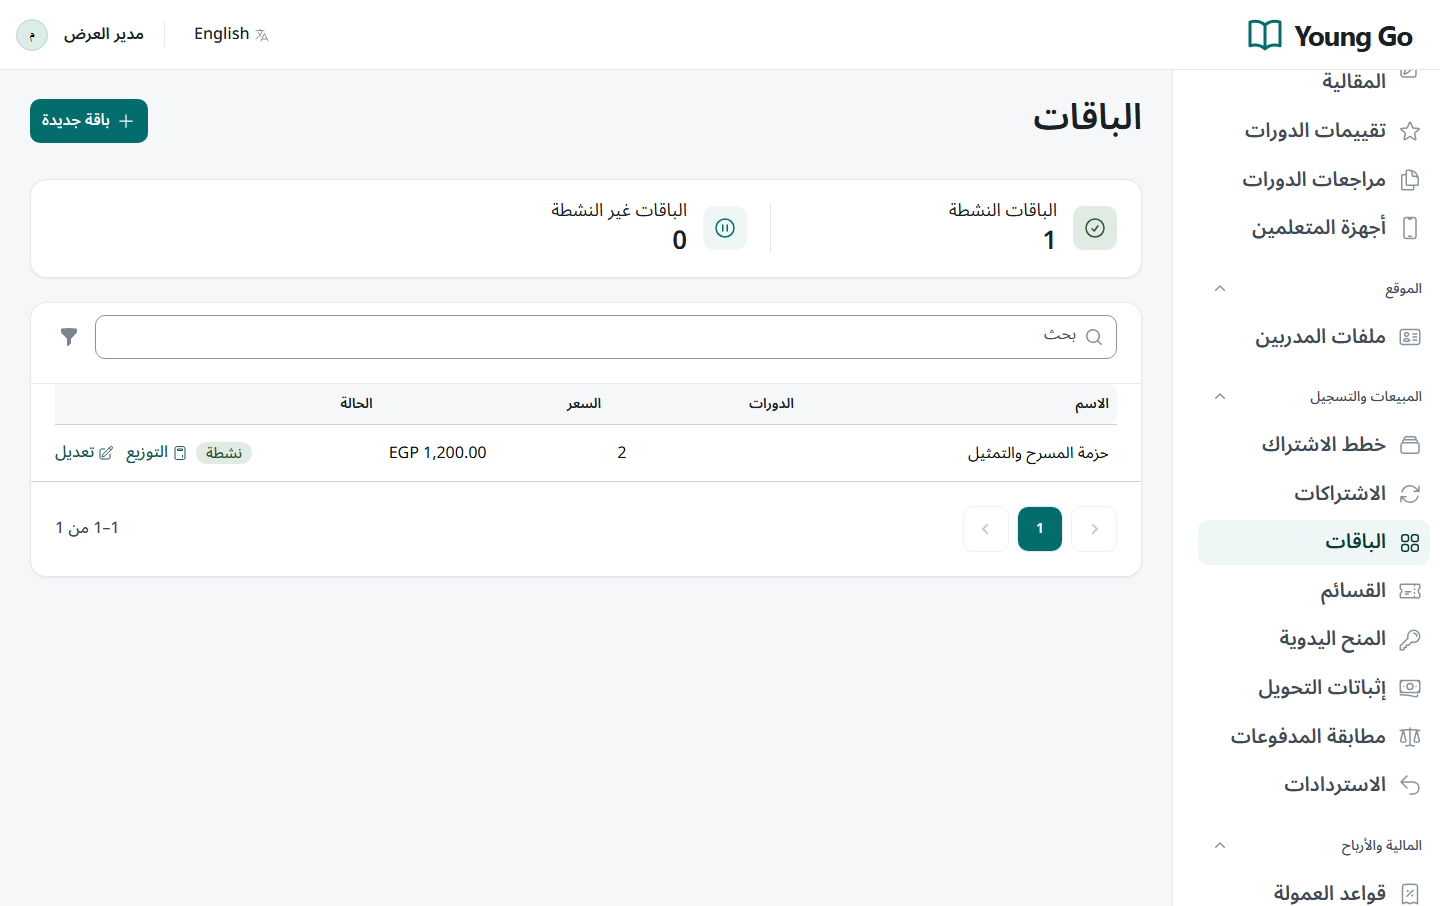 Young Go
English
مدير العرض
م
المقالية
تقييمات الدورات
مراجعات الدورات
أجهزة المتعلمين
الموقع
ملفات المدربين
المبيعات والتسجيل
خطط الاشتراك
الاشتراكات
الباقات
القسائم
المنح اليدوية
إثباتات التحويل
مطابقة المدفوعات
الاستردادات
المالية والأرباح
قواعد العمولة
الباقات
باقة جديدة
الباقات النشطة
1
الباقات غير النشطة
0
بحث
الاسم الدورات السعر الحالة
حزمة المسرح والتمثيل 2 EGP 1,200.00 نشطة التوزيع تعديل
1
1–1 من 1